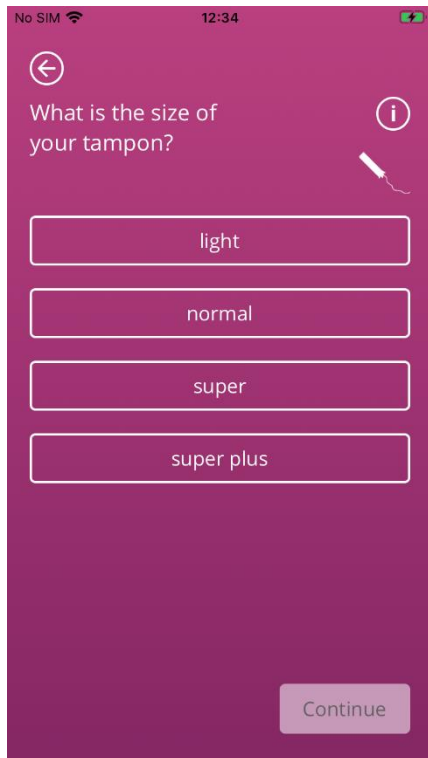 No SIM 12:34
What is the size of
your tampon?
i
light
normal
super
super plus
Continue